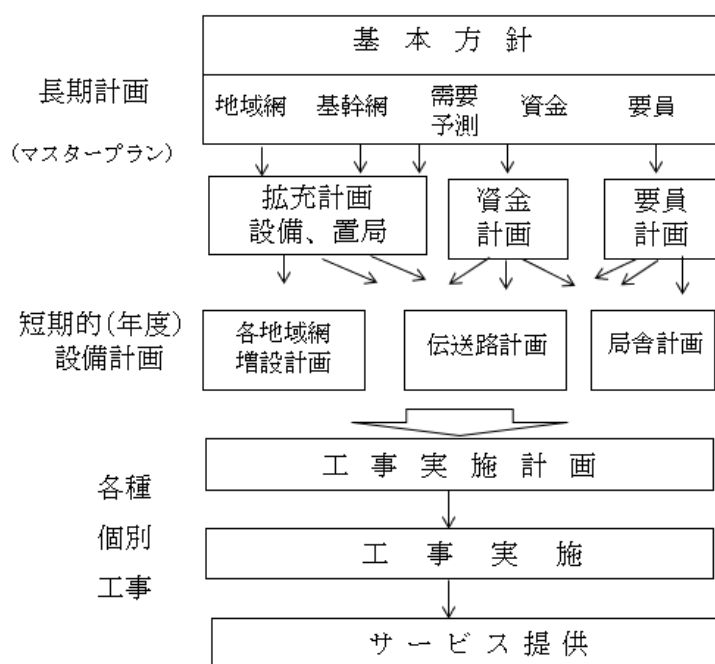 基本方針
長期計画
(マスタープラン)
地域網 基幹網 需要予測 資金 要員
拡充計画
設備、置局
資金
計画
要員
計画
短期的(年度)
設備計画
各地域網
増設計画
伝送路計画
局舎計画
各種
個別
工事
工事実施計画
工事実施
サービス提供